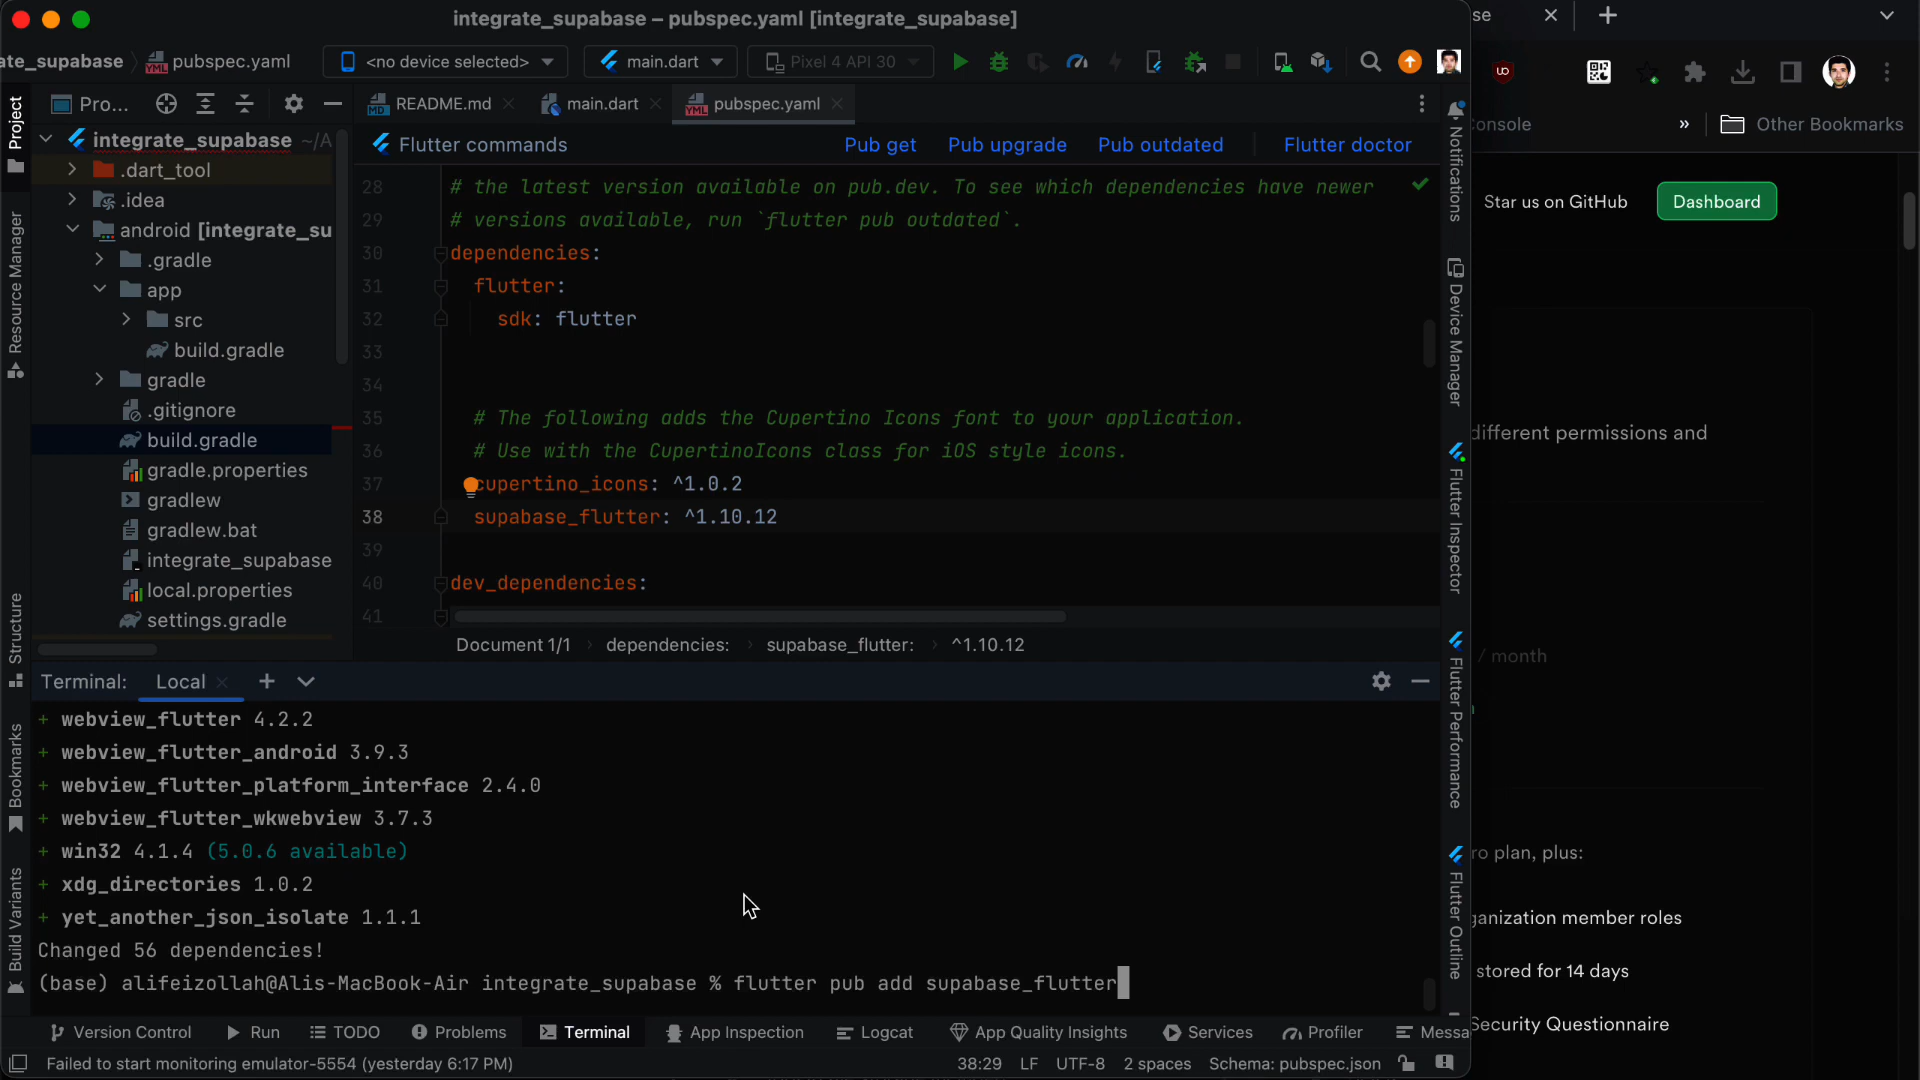 integrate_supabase – pubspec.yaml [integrate_supabase]
se
ate_supabase
pubspec.yaml
<no device selected>
main.dart
Pixel 4 API 30
Pro...
README.md
main.dart
pubspec.yaml
onsole
»
Other Bookmarks
Flutter commands
Pub get
Pub upgrade
Pub outdated
Flutter doctor
Project
Resource Manager
Structure
Bookmarks
Build Variants
integrate_supabase ~/A
.dart_tool
.idea
android [integrate_su
.gradle
app
src
build.gradle
gradle
.gitignore
build.gradle
gradle.properties
gradlew
gradlew.bat
integrate_supabase
local.properties
settings.gradle
28 # the latest version available on pub.dev. To see which dependencies have newer
29 # versions available, run `flutter pub outdated`.
30 dependencies:
31 flutter:
32 sdk: flutter
33
34
35 # The following adds the Cupertino Icons font to your application.
36 # Use with the CupertinoIcons class for iOS style icons.
37 cupertino_icons: ^1.0.2
38 supabase_flutter: ^1.10.12
39
40 dev_dependencies:
41
Document 1/1 › dependencies: › supabase_flutter: › ^1.10.12
Notifications
Device Manager
Flutter Inspector
Flutter Performance
Flutter Outline
Star us on GitHub
Dashboard
different permissions and
/ month
ro plan, plus:
ganization member roles
stored for 14 days
Security Questionnaire
Terminal:
Local
+ webview_flutter 4.2.2
+ webview_flutter_android 3.9.3
+ webview_flutter_platform_interface 2.4.0
+ webview_flutter_wkwebview 3.7.3
+ win32 4.1.4 (5.0.6 available)
+ xdg_directories 1.0.2
+ yet_another_json_isolate 1.1.1
Changed 56 dependencies!
(base) alifeizollah@Alis-MacBook-Air integrate_supabase % flutter pub add supabase_flutter
Version Control
Run
TODO
Problems
Terminal
App Inspection
Logcat
App Quality Insights
Services
Profiler
Messa
Failed to start monitoring emulator-5554 (yesterday 6:17 PM)
38:29
LF
UTF-8
2 spaces
Schema: pubspec.json